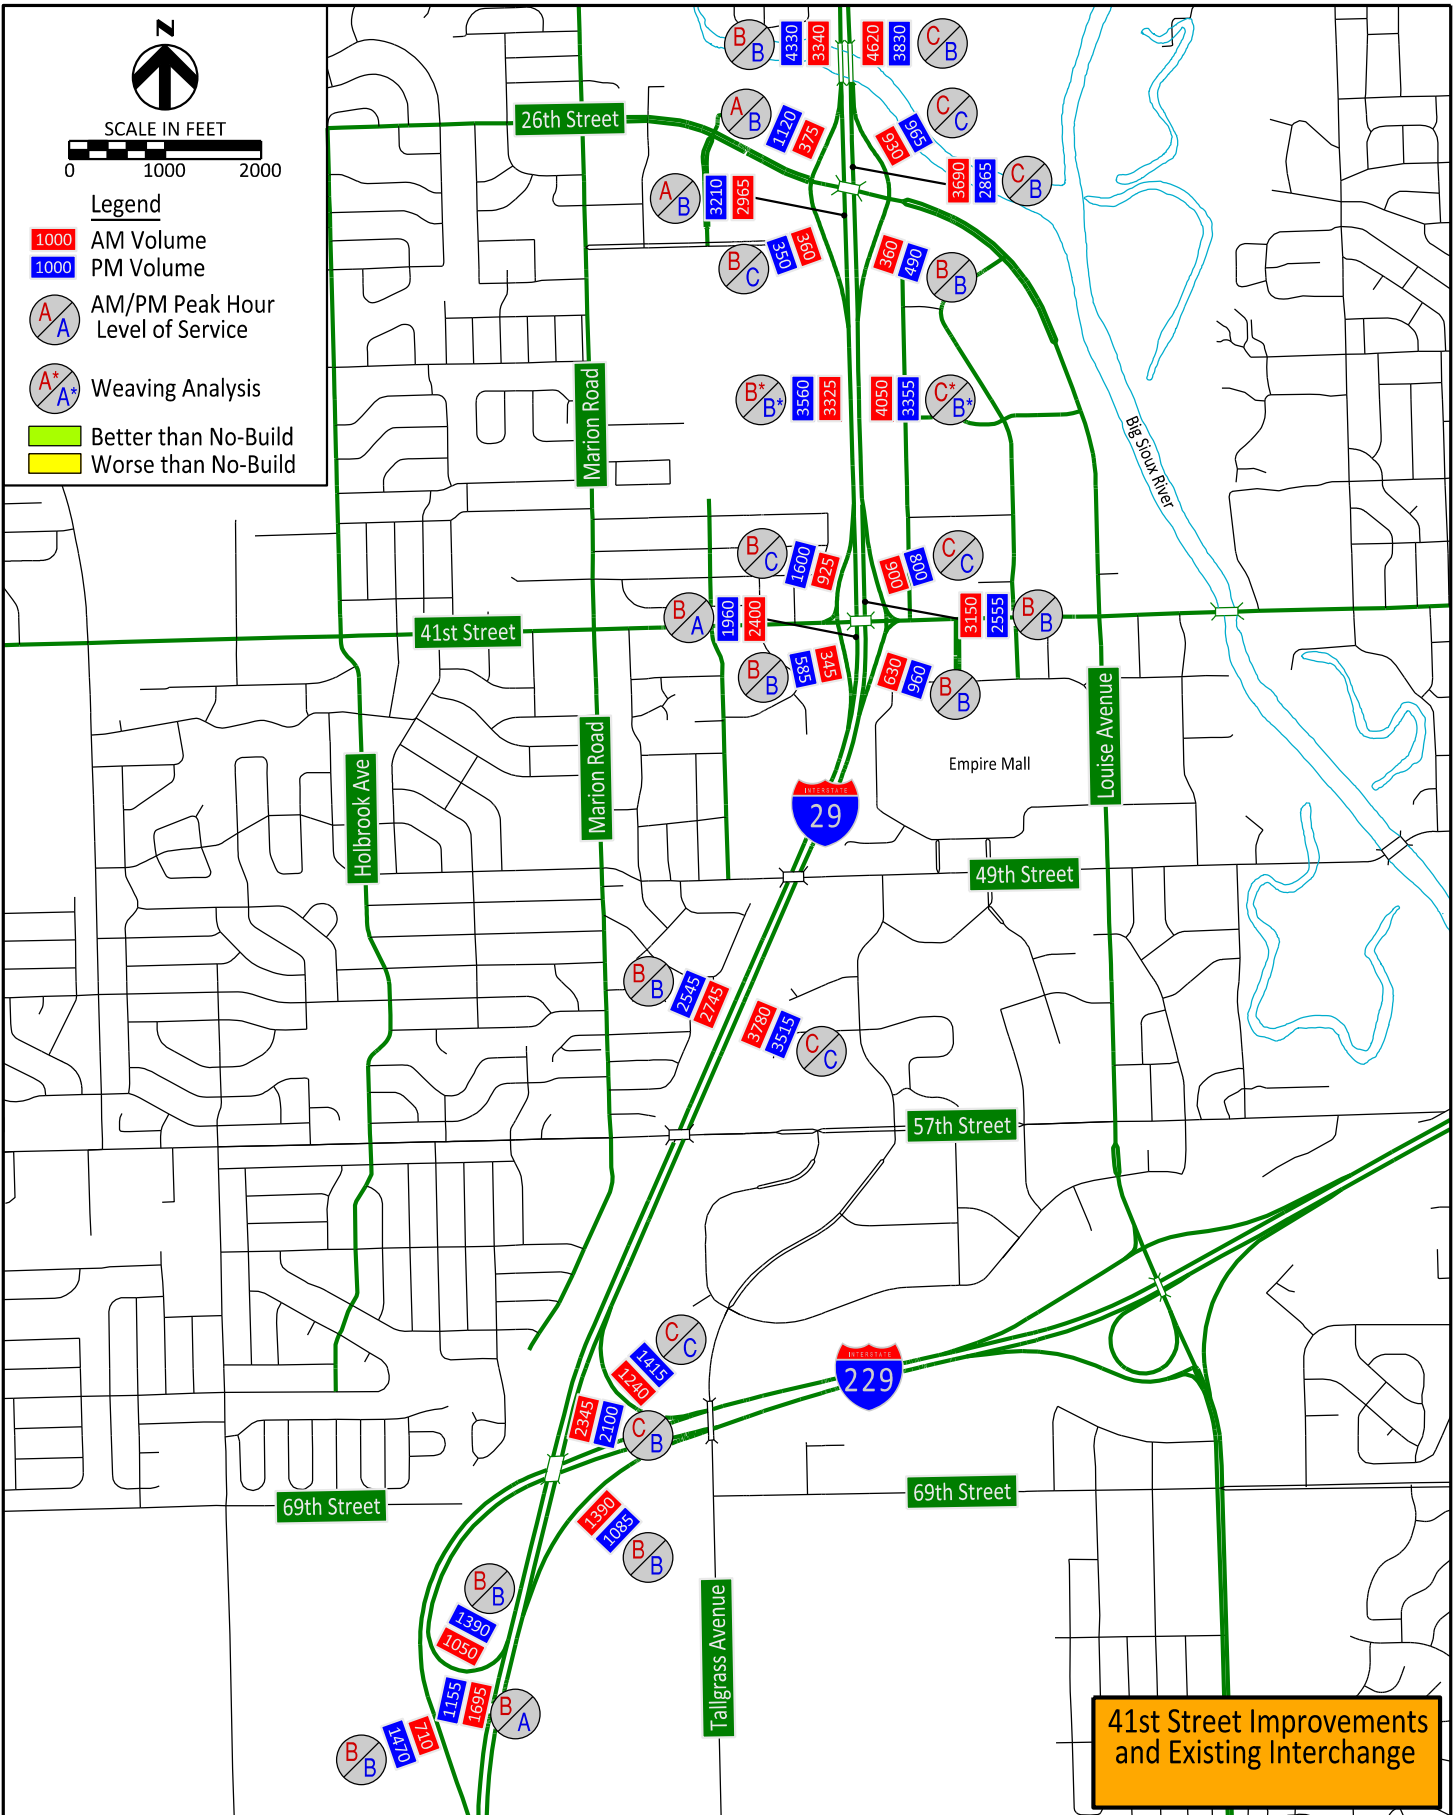 N
SCALE IN FEET
0 1000 2000
Legend
1000 AM Volume
1000 PM Volume
A A AM/PM Peak Hour
Level of Service
A* A* Weaving Analysis
Better than No-Build
Worse than No-Build
B B 4330 3340 4620 3830 C B
26th Street
A B 1120 375 930 965 C C
3690 2865 C B
A B 3210 2965
B C 350 360 360 490 B B
Marion Road
B* B* 3560 3325 4050 3355 C* B*
Big Sioux River
B C 1600 925 900 800 C C
B A 1960 2400 3150 2555 B B
41st Street
B B 585 345 630 960 B B
Louise Avenue
Marion Road
Holbrook Ave
Empire Mall
INTERSTATE
29
49th Street
B B 2545 2745
3780 3515 C C
57th Street
C C
1415
1240
INTERSTATE
229
2345 2100 C B
69th Street
69th Street
1390
1085
B B
B B
1390
1050
Tallgrass Avenue
1155 1695 B A
B B 1470 710
41st Street Improvements
and Existing Interchange